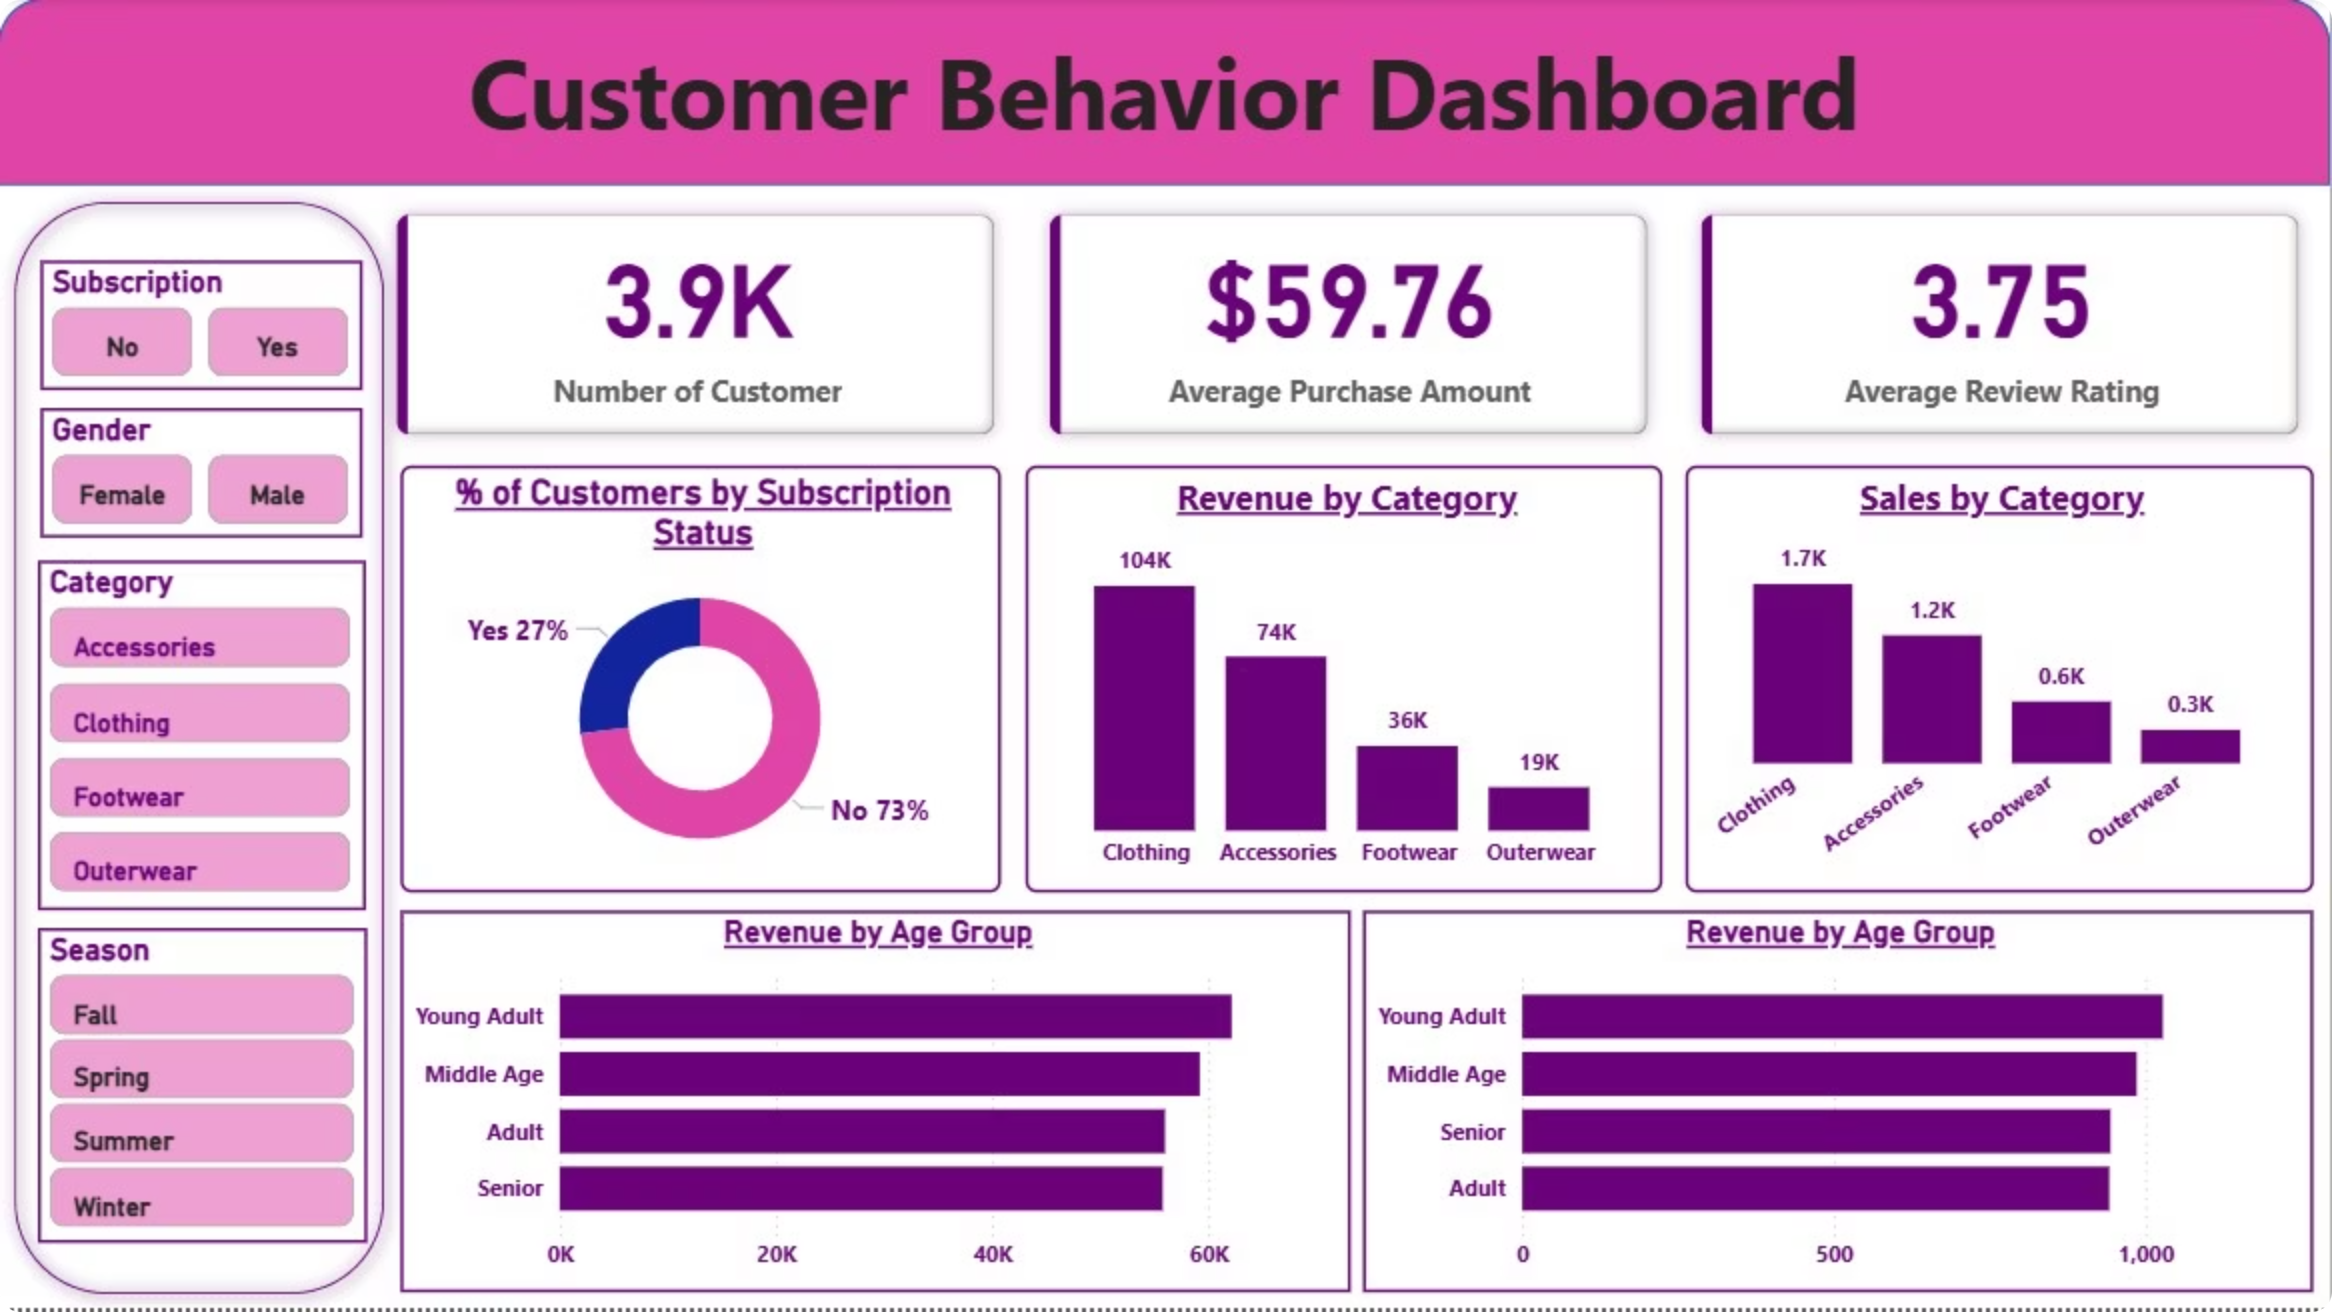 Customer Behavior Dashboard
Subscription
No
Yes
Gender
Female
Male
Category
Accessories
Clothing
Footwear
Outerwear
Season
Fall
Spring
Summer
Winter
3.9K
Number of Customer
$59.76
Average Purchase Amount
3.75
Average Review Rating
% of Customers by Subscription
Status
Yes 27%
No 73%
Revenue by Category
104K
74K
36K
19K
Clothing
Accessories
Footwear
Outerwear
Sales by Category
1.7K
1.2K
0.6K
0.3K
Clothing
Accessories
Footwear
Outerwear
Revenue by Age Group
Young Adult
Middle Age
Adult
Senior
0K
20K
40K
60K
Revenue by Age Group
Young Adult
Middle Age
Senior
Adult
0
500
1,000